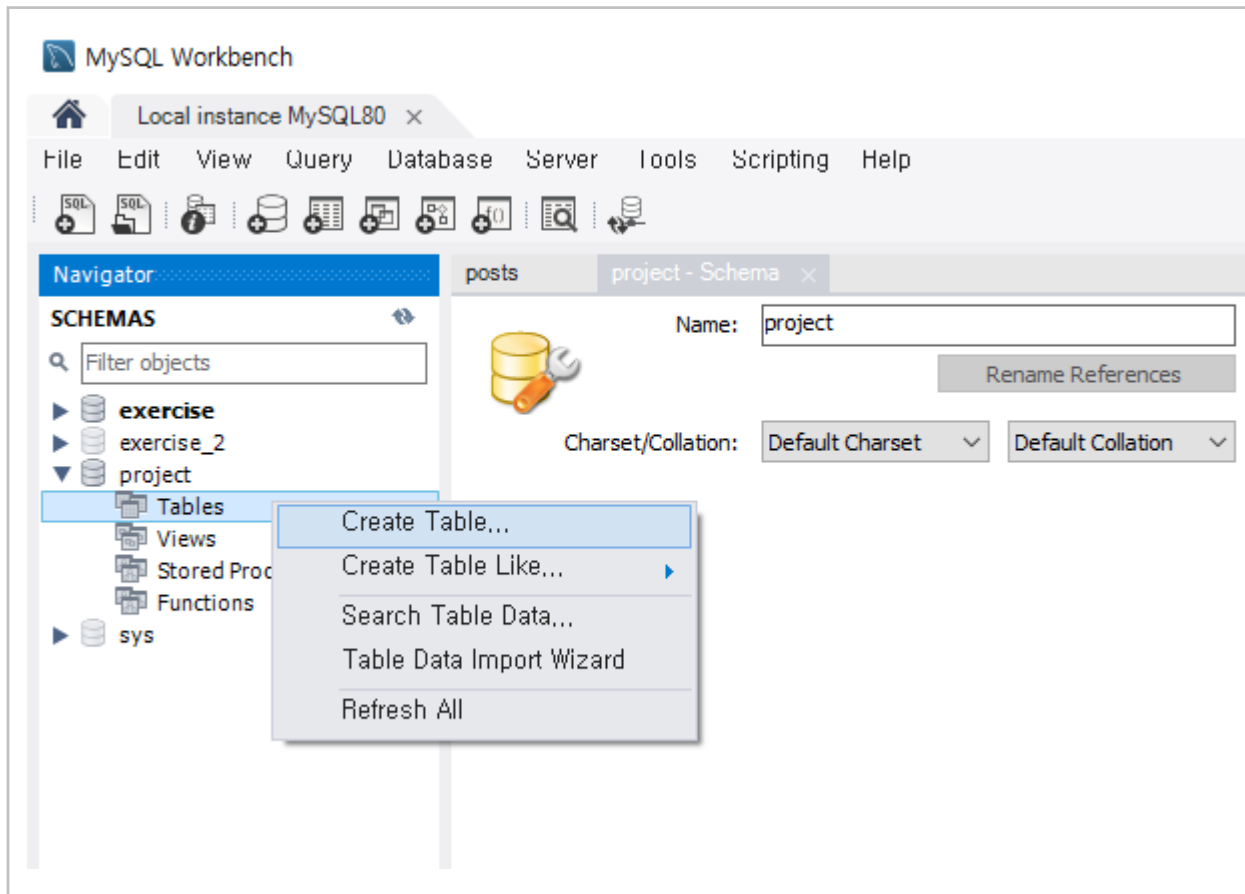 MySQL Workbench
Local instance MySQL80
File Edit View Query Database Server Tools Scripting Help
SQL SQL
Navigator
posts
project - Schema
SCHEMAS
Filter objects
exercise
exercise_2
project
Tables
Views
Stored Proc
Functions
sys
Name: project
Rename References
Charset/Collation: Default Charset Default Collation
Create Table...
Create Table Like...
Search Table Data...
Table Data Import Wizard
Refresh All